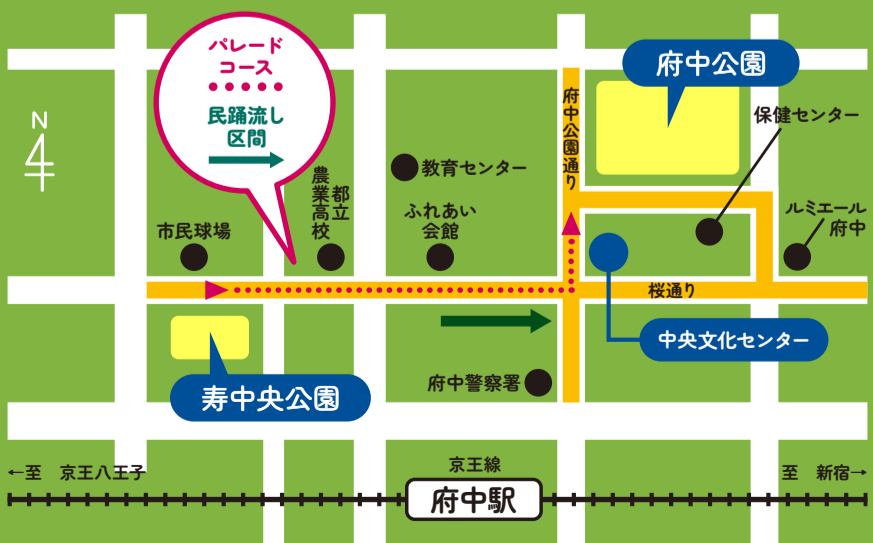 パレード
コース
民踊流し
区間
府中公園
保健センター
府中公園通り
N
教育センター
都立
農業高校
ふれあい
会館
市民球場
ルミエール
府中
桜通り
中央文化センター
寿中央公園
府中警察署
←至 京王八王子
京王線
至 新宿→
府中駅